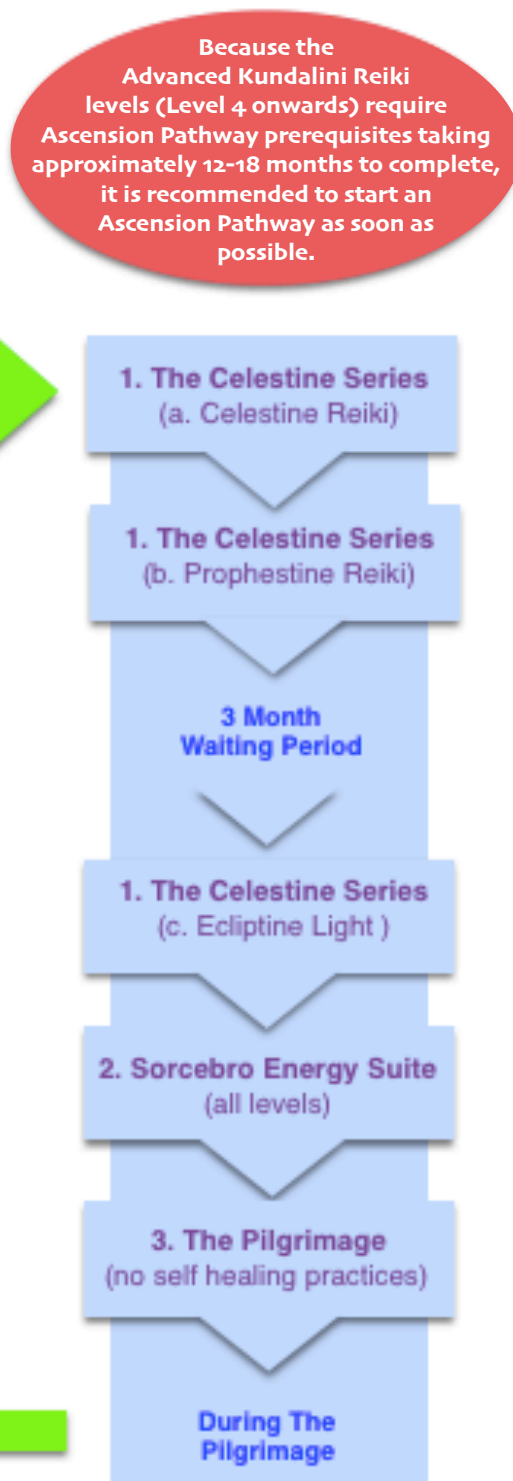 Because the
Advanced Kundalini Reiki
levels (Level 4 onwards) require
Ascension Pathway prerequisites taking
approximately 12-18 months to complete,
it is recommended to start an
Ascension Pathway as soon as
possible.
1. The Celestine Series
(a. Celestine Reiki)
1. The Celestine Series
(b. Prophestine Reiki)
3 Month
Waiting Period
1. The Celestine Series
(c. Ecliptine Light )
2. Sorcebro Energy Suite
(all levels)
3. The Pilgrimage
(no self healing practices)
During The
Pilgrimage